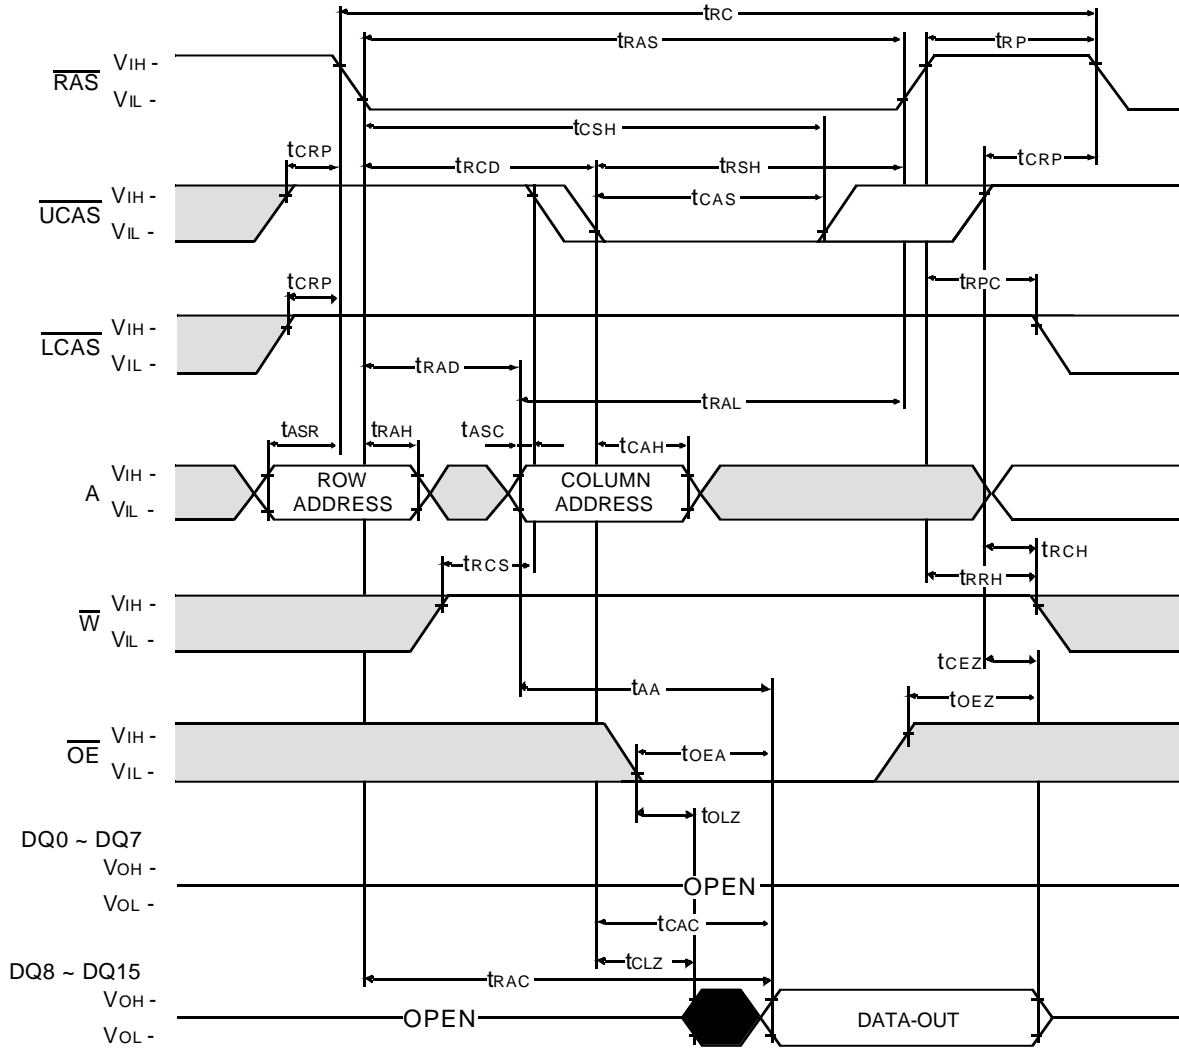 tRC
tRAS
tRP
RAS
VIH -
VIL -
tCSH
tCRP
tRCD
tRSH
tCRP
UCAS
VIH -
VIL -
tCAS
tCRP
tRPC
LCAS
VIH -
VIL -
tRAD
tRAL
tASR
tRAH
tASC
tCAH
A
VIH -
VIL -
ROW
ADDRESS
COLUMN
ADDRESS
tRCS
tRCH
tRRH
W
VIH -
VIL -
tCEZ
tAA
tOEZ
OE
VIH -
VIL -
tOEA
tOLZ
DQ0 ~ DQ7
VOH -
VOL -
OPEN
tCAC
tCLZ
DQ8 ~ DQ15
tRAC
VOH -
VOL -
OPEN
DATA-OUT